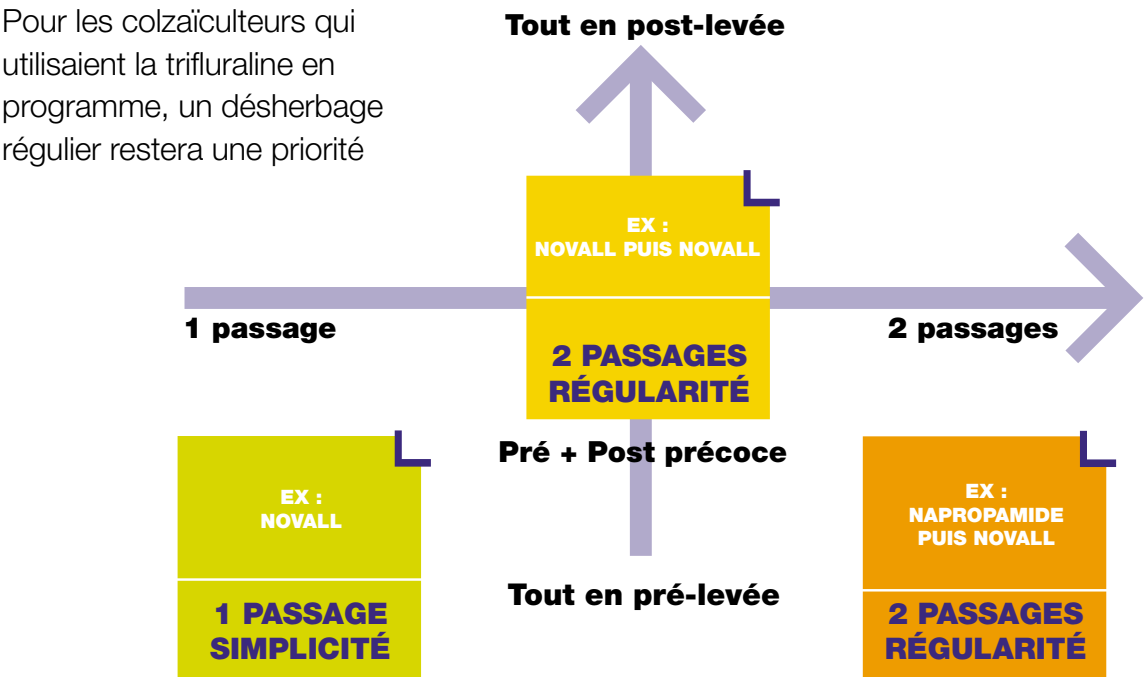 Pour les colzaïculteurs qui
utilisaient la trifluraline en
programme, un désherbage
régulier restera une priorité
Tout en post-levée
EX :
NOVALL PUIS NOVALL
2 PASSAGES
RÉGULARITÉ
1 passage
2 passages
Pré + Post précoce
EX :
NOVALL
1 PASSAGE
SIMPLICITÉ
Tout en pré-levée
EX :
NAPROPAMIDE
PUIS NOVALL
2 PASSAGES
RÉGULARITÉ